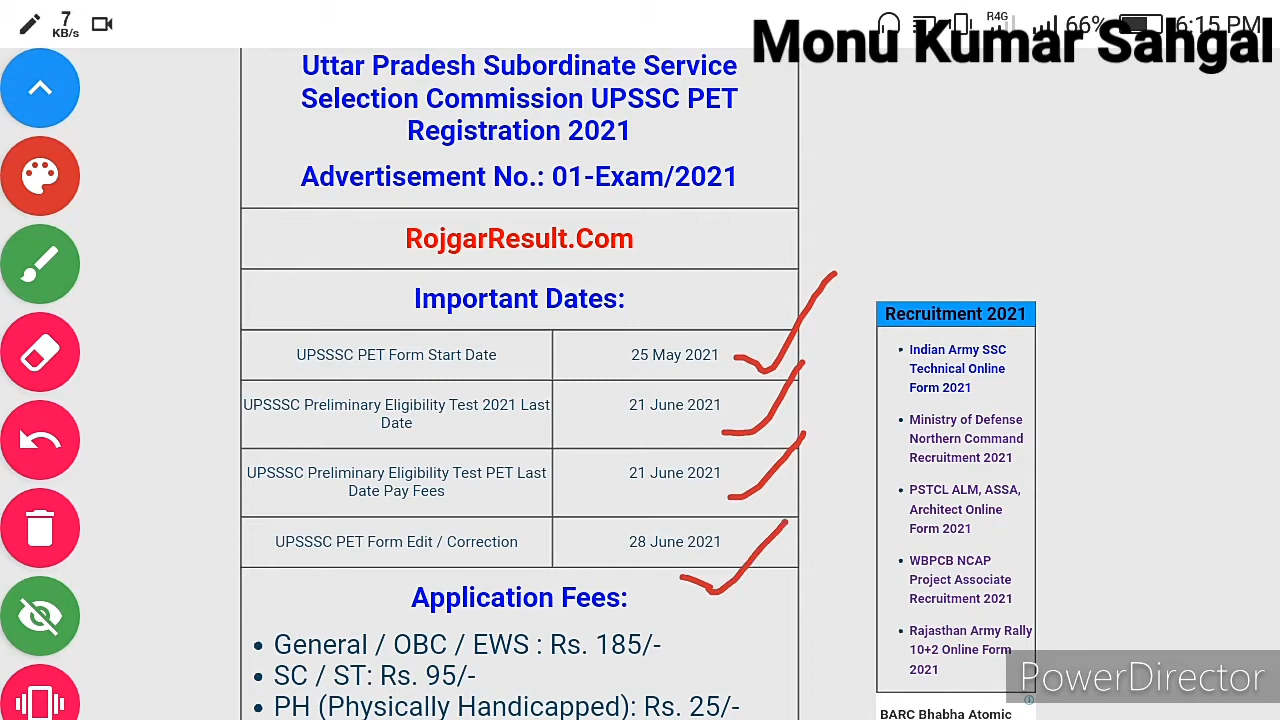 7
KB/s
R4G
66%
6:15 PM
Monu Kumar Sahgal
Uttar Pradesh Subordinate Service
Selection Commission UPSSC PET
Registration 2021
Advertisement No.: 01-Exam/2021
RojgarResult.Com
Important Dates:
UPSSSC PET Form Start Date 25 May 2021
UPSSSC Preliminary Eligibility Test 2021 Last
Date 21 June 2021
UPSSSC Preliminary Eligibility Test PET Last
Date Pay Fees 21 June 2021
UPSSSC PET Form Edit / Correction 28 June 2021
Application Fees:
• General / OBC / EWS : Rs. 185/-
• SC / ST: Rs. 95/-
• PH (Physically Handicapped): Rs. 25/-
Recruitment 2021
• Indian Army SSC
Technical Online
Form 2021
• Ministry of Defense
Northern Command
Recruitment 2021
• PSTCL ALM, ASSA,
Architect Online
Form 2021
• WBPCB NCAP
Project Associate
Recruitment 2021
• Rajasthan Army Rally
10+2 Online Form
2021
BARC Bhabha Atomic
PowerDirector